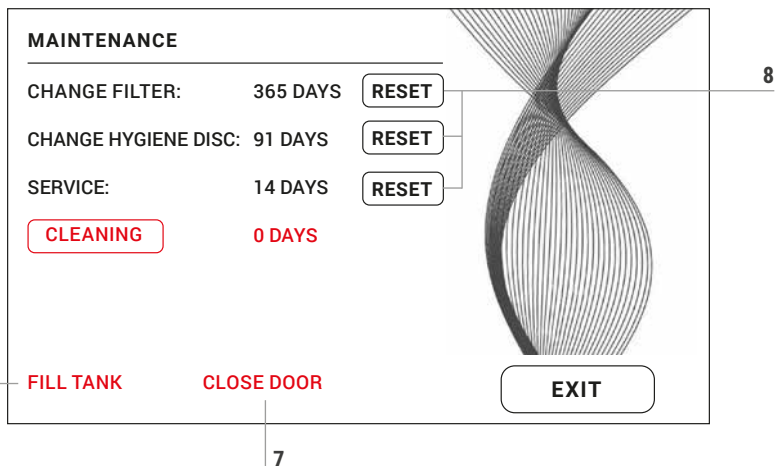 MAINTENANCE
CHANGE FILTER: 365 DAYS RESET
8
CHANGE HYGIENE DISC: 91 DAYS RESET
SERVICE: 14 DAYS RESET
CLEANING 0 DAYS
FILL TANK CLOSE DOOR EXIT
7